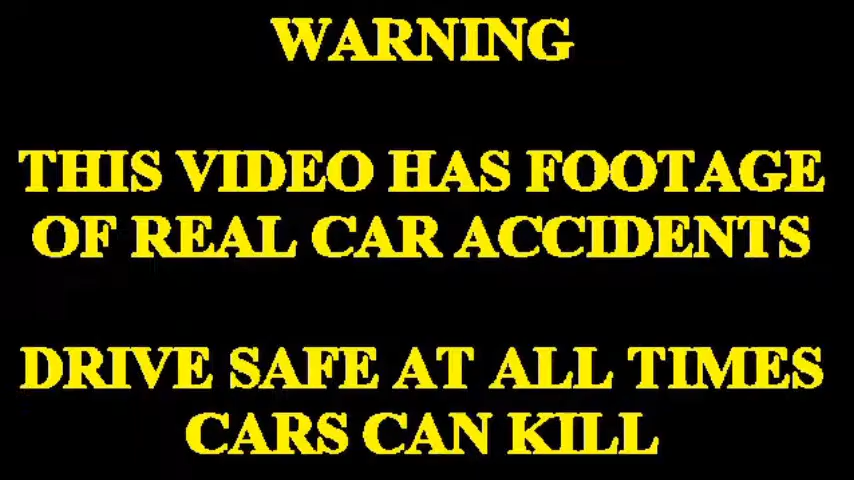 WARNING
THIS VIDEO HAS FOOTAGE
OF REAL CAR ACCIDENTS
DRIVE SAFE AT ALL TIMES
CARS CAN KILL